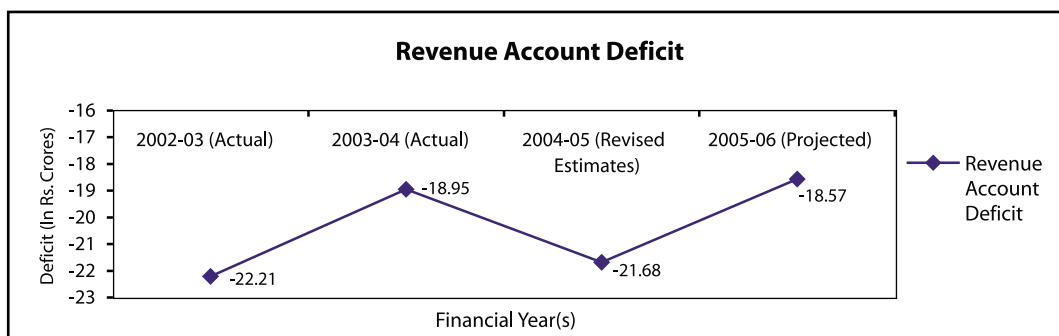 Revenue Account Deficit
Deficit (In Rs. Crores)
-16
-17
-18
-19
-20
-21
-22
-23
2002-03 (Actual)
2003-04 (Actual)
2004-05 (Revised
Estimates)
2005-06 (Projected)
-22.21
-18.95
-21.68
-18.57
Financial Year(s)
Revenue
Account
Deficit